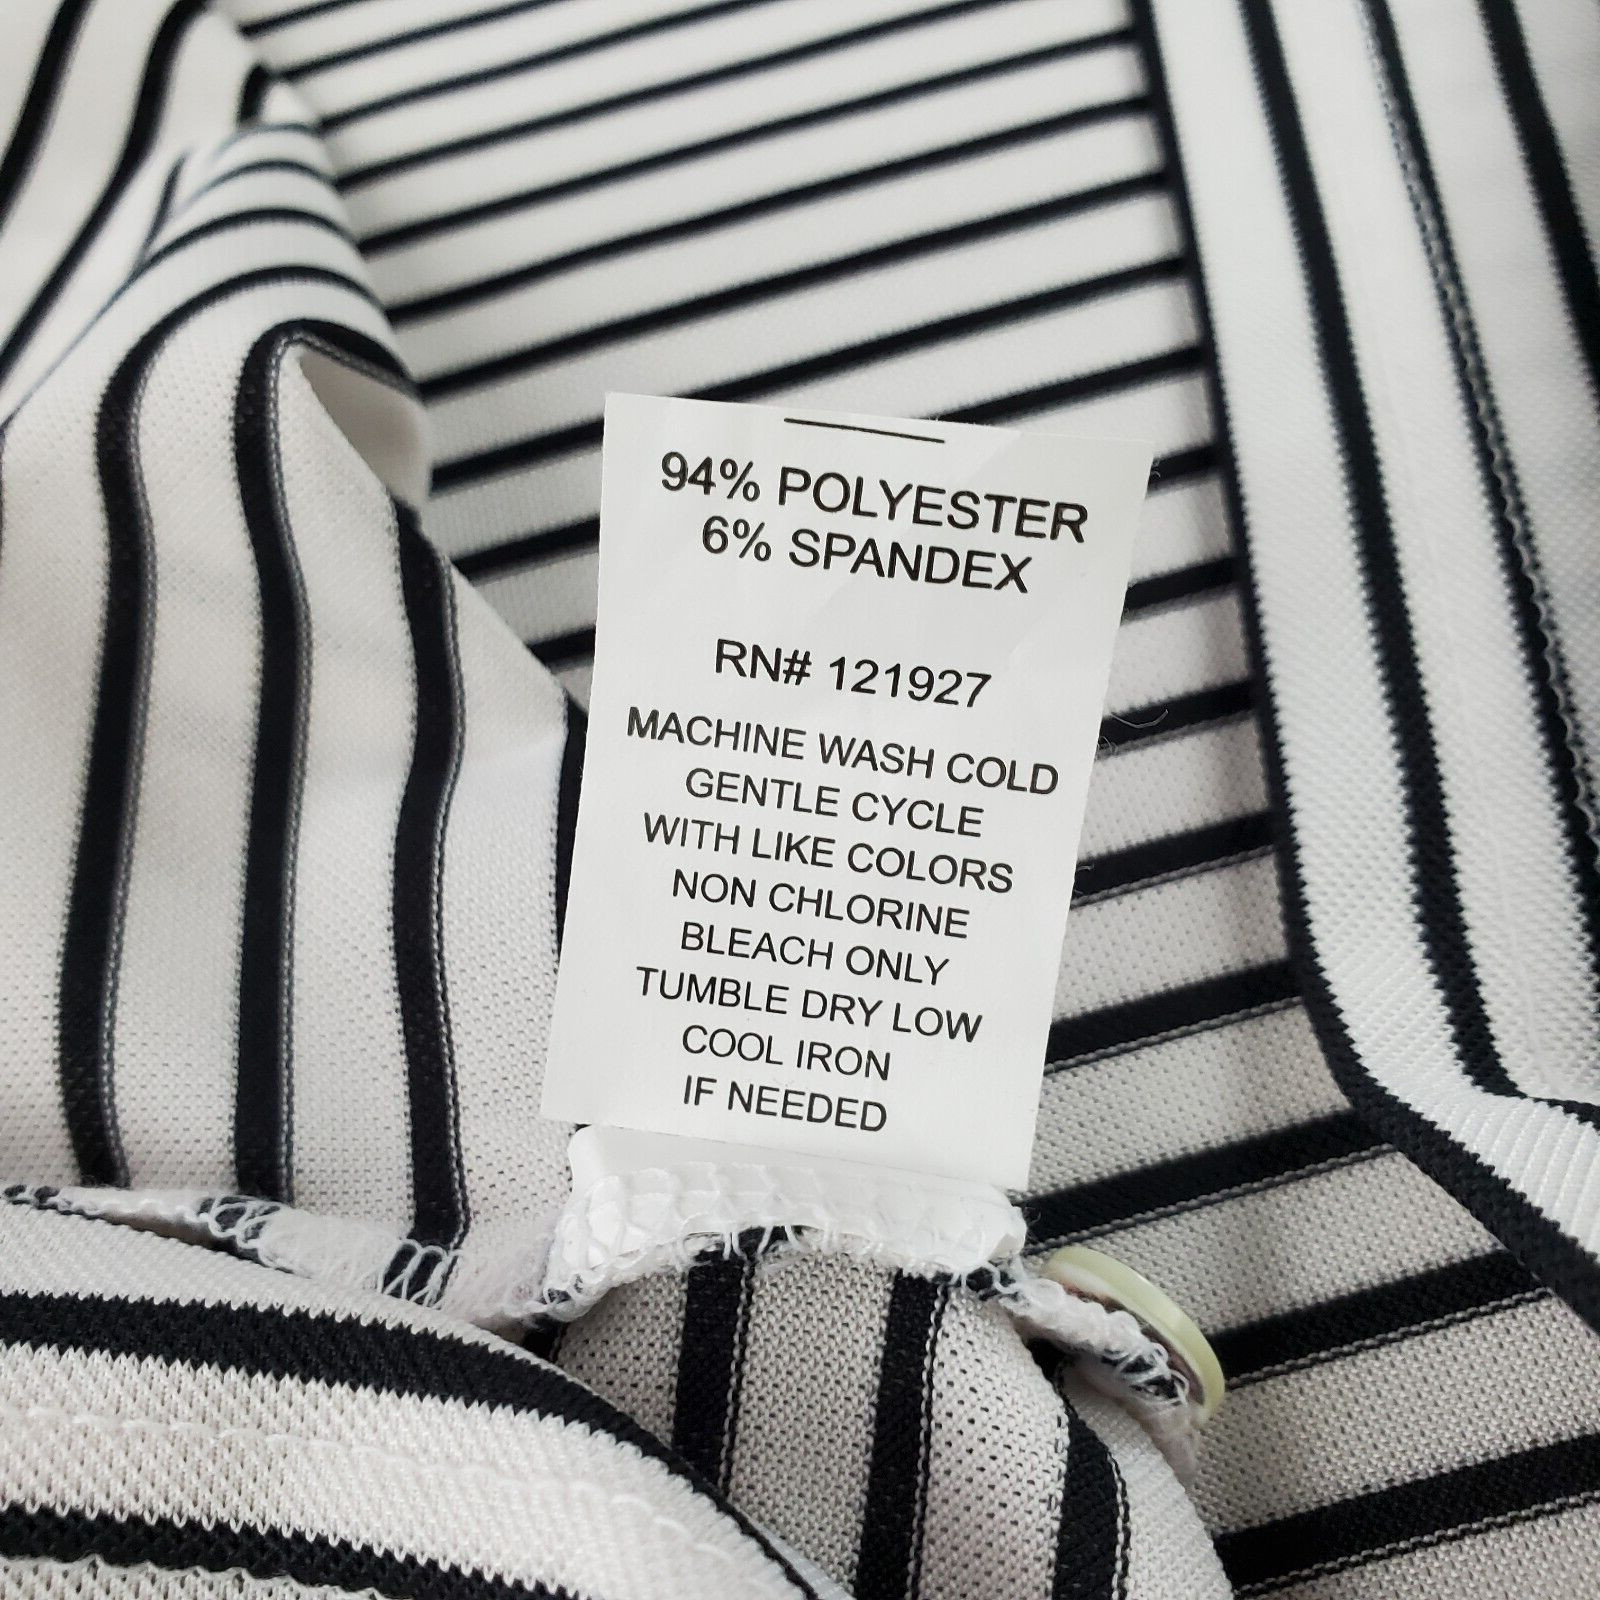 94% POLYESTER
6% SPANDEX
RN# 121927
MACHINE WASH COLD
GENTLE CYCLE
WITH LIKE COLORS
NON CHLORINE
BLEACH ONLY
TUMBLE DRY LOW
COOL IRON
IF NEEDED